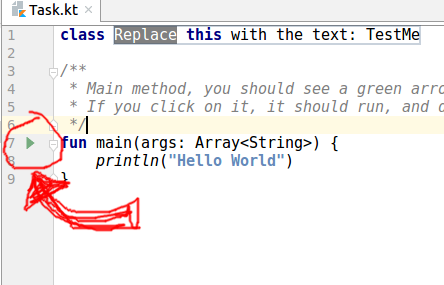 Task.kt
1 class Replace this with the text: TestMe
2
3 /**
4 * Main method, you should see a green arro
5 * If you click on it, it should run, and
6 */
7 fun main(args: Array<String>) {
8 println("Hello World")
9 }